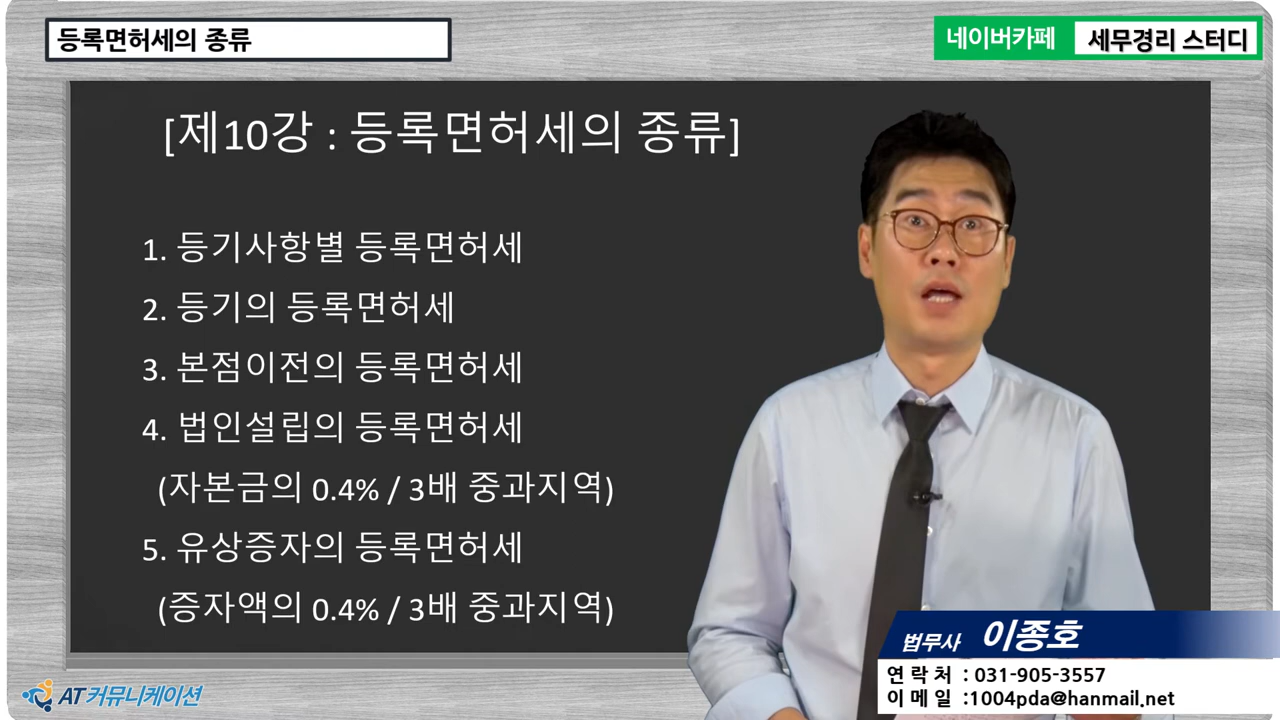 등록면허세의 종류
네이버카페 세무경리 스터디
[제10강 : 등록면허세의 종류]
1. 등기사항별 등록면허세
2. 등기의 등록면허세
3. 본점이전의 등록면허세
4. 법인설립의 등록면허세
(자본금의 0.4% / 3배 중과지역)
5. 유상증자의 등록면허세
(증자액의 0.4% / 3배 중과지역)
법무사 이종호
연 락 처 : 031-905-3557
이 메 일 :1004pda@hanmail.net
AT커뮤니케이션